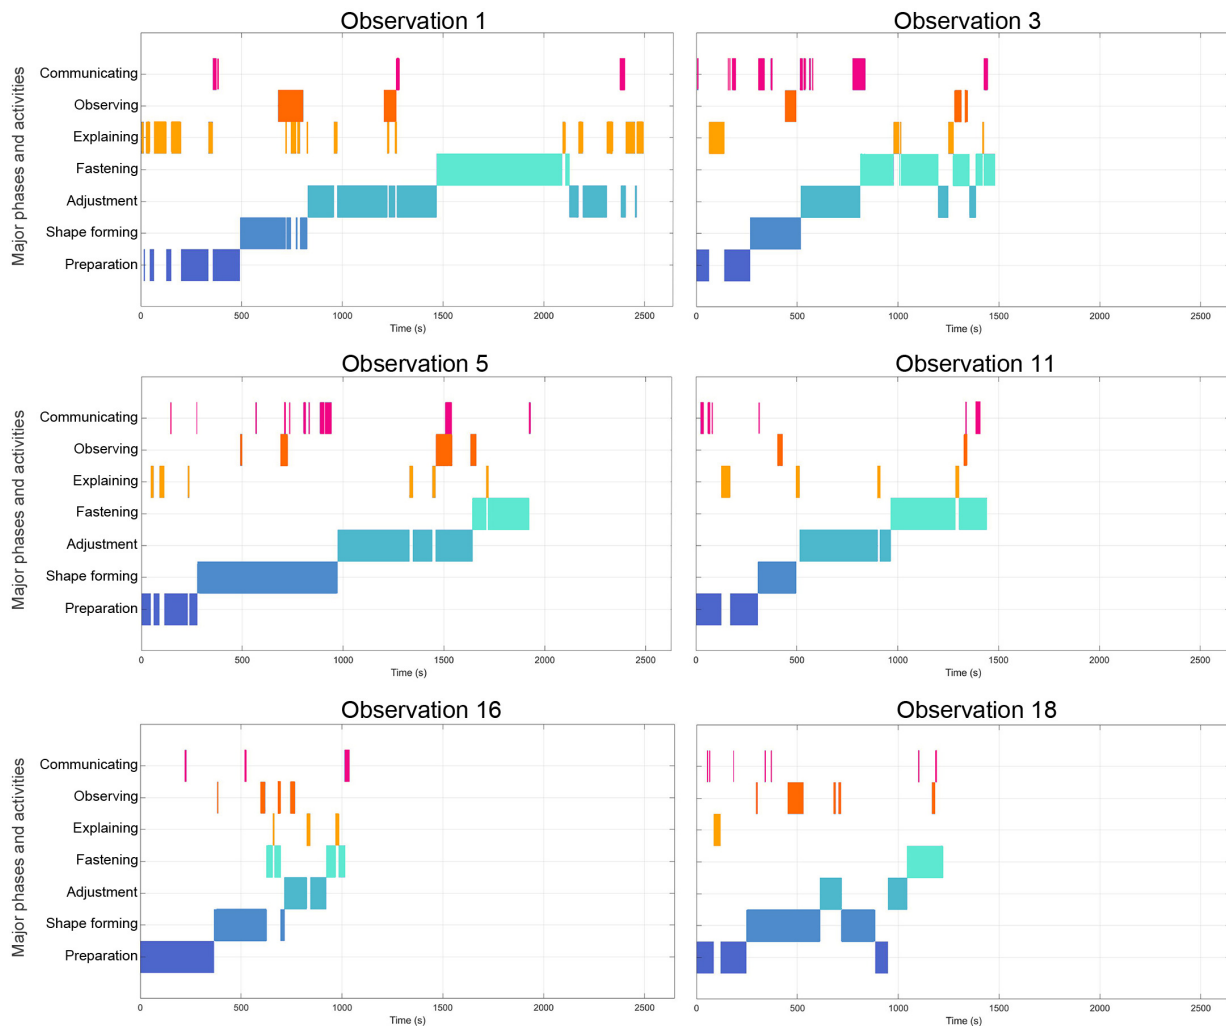 Observation 1
Major phases and activities
Communicating
Observing
Explaining
Fastening
Adjustment
Shape forming
Preparation
0 500 1000 1500 2000 2500
Time (s)
Observation 3
0 500 1000 1500 2000 2500
Time (s)
Observation 5
Major phases and activities
Communicating
Observing
Explaining
Fastening
Adjustment
Shape forming
Preparation
0 500 1000 1500 2000 2500
Time (s)
Observation 11
0 500 1000 1500 2000 2500
Time (s)
Observation 16
Major phases and activities
Communicating
Observing
Explaining
Fastening
Adjustment
Shape forming
Preparation
0 500 1000 1500 2000 2500
Time (s)
Observation 18
0 500 1000 1500 2000 2500
Time (s)